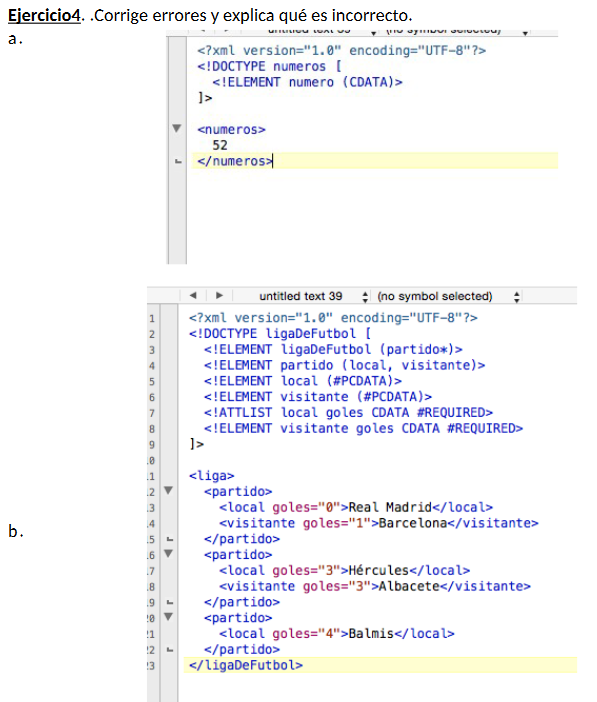 Ejercicio4. .Corrige errores y explica qué es incorrecto.
a.
<?xml version="1.0" encoding="UTF-8"?>
<!DOCTYPE numeros [
<!ELEMENT numero (CDATA)>
]>
<numeros>
52
</numeros>
untitled text 39 (no symbol selected)
1 <?xml version="1.0" encoding="UTF-8"?>
2 <!DOCTYPE ligaDeFutbol [
3 <!ELEMENT ligaDeFutbol (partido*)>
4 <!ELEMENT partido (local, visitante)>
5 <!ELEMENT local (#PCDATA)>
6 <!ELEMENT visitante (#PCDATA)>
7 <!ATTLIST local goles CDATA #REQUIRED>
8 <!ELEMENT visitante goles CDATA #REQUIRED>
9 ]>
0
1 <liga>
2 <partido>
3 <local goles="0">Real Madrid</local>
4 <visitante goles="1">Barcelona</visitante>
b.
5 </partido>
6 <partido>
7 <local goles="3">Hércules</local>
8 <visitante goles="3">Albacete</visitante>
9 </partido>
20 <partido>
21 <local goles="4">Balmis</local>
22 </partido>
23 </ligaDeFutbol>